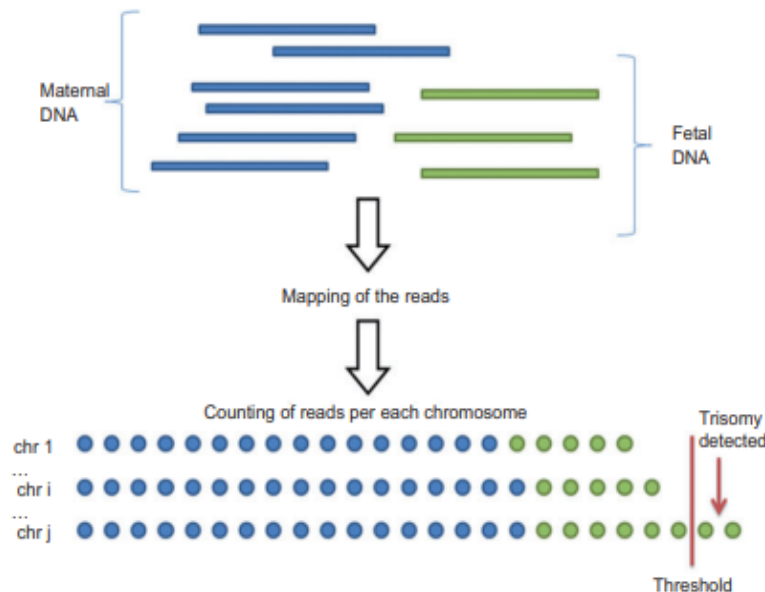 Maternal
DNA
Fetal
DNA
Mapping of the reads
Counting of reads per each chromosome
Trisomy
detected
chr 1
...
chr i
...
chr j
Threshold